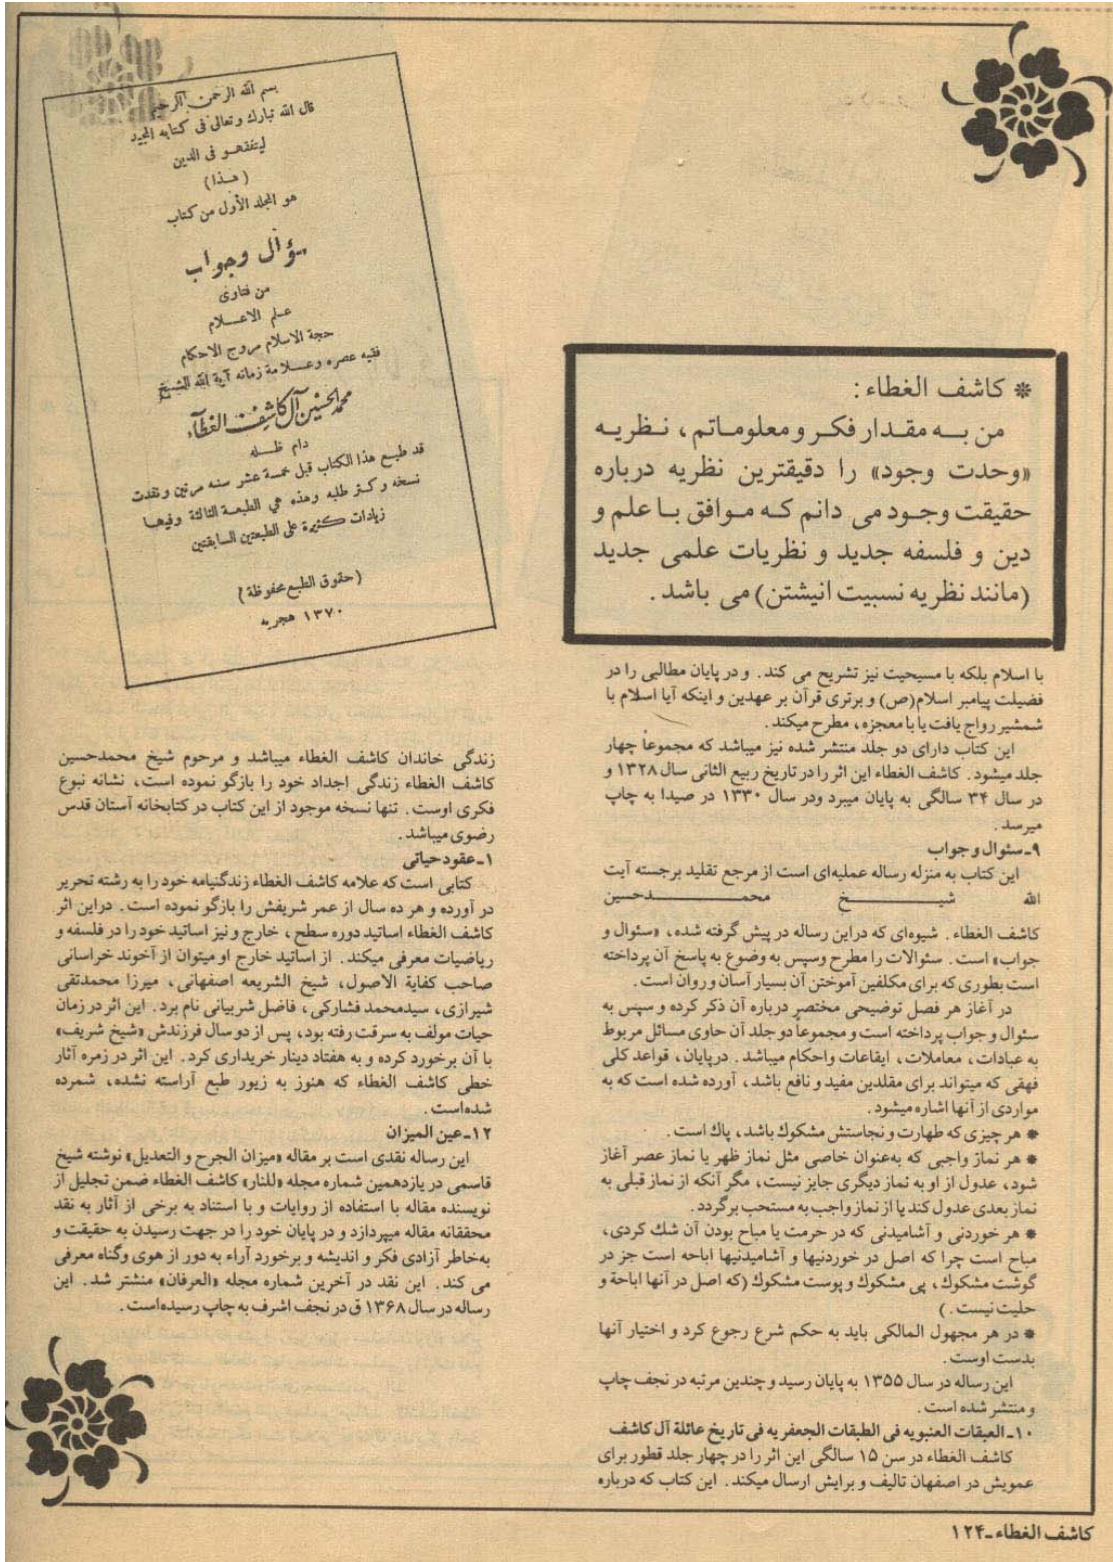 * کاشف الغطاء:
من بـه مقـدار فکـر و معلومـاتم، نـظریـه
«وحدت وجود» را دقیقترین نظریه درباره
حقیقت وجـود می دانم کـه مـوافق بـا علم و
دین و فلسفه جدید و نظریات علمی جدید
(مانند نظریه نسبیت انیشتن) می باشد.
با اسلام بلکه با مسیحیت نیز تشریح می کند. و در پایان مطالبی را در
فضیلت پیامبر اسلام(ص) و برتری قرآن بر عهدین و اینکه آیا اسلام با
شمشیر رواج یافت یا با معجزه، مطرح میکند.
این کتاب دارای دو جلد منتشر شده نیز میباشد که مجموعاً چهار
جلد میشود. کاشف الغطاء این اثر را در تاریخ ربیع الثانی سال ۱۳۲۸ و
در سال ۳۴ سالگی به پایان میبرد ودر سال ۱۳۳۰ در صیدا به چاپ
میرسد.
۹ـ سئوال و جواب
این کتاب به منزله رساله عملیه‌ای است از مرجع تقلید برجسته آیت
الله شیــــــخ محمــــــدحسین
کاشف الغطاء. شیوه‌ای که دراین رساله در پیش گرفته شده، «سئوال و
جواب» است. سئوالات را مطرح وسپس به وضوع به پاسخ آن پرداخته
است بطوری که برای مکلفین آموختن آن بسیار آسان و روان است.
در آغاز هر فصل توضیحی مختصر درباره آن ذکر کرده و سپس به
سئوال و جواب پرداخته است و مجموعاً دو جلد آن حاوی مسائل مربوط
به عبادات، معاملات، ایقاعات واحکام میباشد. درپایان، قواعد کلی
فهقی که میتواند برای مقلدین مفید و نافع باشد، آورده شده است که به
مواردی از آنها اشاره میشود.
* هر چیزی که طهارت و نجاستش مشکوك باشد، پاك است.
* هر نماز واجبی که به‌عنوان خاصی مثل نماز ظهر یا نماز عصر آغاز
شود، عدول از او به نماز دیگری جایز نیست، مگر آنکه از نماز قبلی به
نماز بعدی عدول کند یا از نماز واجب به مستحب برگردد.
* هر خوردنی و آشامیدنی که در حرمت یا مباح بودن آن شك کردی،
مباح است چرا که اصل در خوردنیها و آشامیدنیها اباحه است جز در
گوشت مشکوك، پی مشکوك و پوست مشکوك (که اصل در آنها اباحة و
حلیت نیست.)
* در هر مجهول المالکی باید به حکم شرع رجوع کرد و اختیار آنها
بدست اوست.
این رساله در سال ۱۳۵۵ به پایان رسید و چندین مرتبه در نجف چاپ
و منتشر شده است.
۱۰ـ العبقات العنبویه فی الطبقات الجعفریه فی تاریخ عائلة آل کاشف
کاشف الغطاء در سن ۱۵ سالگی این اثر را در چهار جلد قطور برای
عمویش در اصفهان تالیف و برایش ارسال میکند. این کتاب که درباره
بسم الله الرحمن الرحیم
قال الله تبارك وتعالى فى كتابه المجيد
ليتفقهـو فى الدين
(هـذا)
هو المجلد الأول من كتاب
سؤال وجواب
من فتاوى
عـلم الاعـلام
حجة الاسلام مروج الاحكام
فقيه عصره وعـلامة زمانه آية الله الشيخ
محمد الحسين آل كاشف الغطاء
دام ظـله
قد طبـع هذا الكتاب قبل خمسة عشر سنه مرتين ونفدت
نسخه وكـثر طلبه وهذه هي الطبعـة الثالثة وفيهـا
زيادات كثيرة على الطبعتين السابقتين
(حقوق الطبع محفوظة)
۱۳۷۰ هجريه
زندگی خاندان کاشف الغطاء میباشد و مرحوم شیخ محمدحسین
کاشف الغطاء زندگی اجداد خود را بازگو نموده است، نشانه نبوغ
فکری اوست. تنها نسخه موجود از این کتاب در کتابخانه آستان قدس
رضوی میباشد.
۱ـ عقود حیاتی
کتابی است که علامه کاشف الغطاء زندگنیامه خود را به رشته تحریر
در آورده و هر ده سال از عمر شریفش را بازگو نموده است. دراین اثر
کاشف الغطاء اساتید دوره سطح، خارج و نیز اساتید خود را در فلسفه و
ریاضیات معرفی میکند. از اساتید خارج او میتوان از آخوند خراسانی
صاحب کفایة الاصول، شیخ الشریعه اصفهانی، میرزا محمدتقی
شیرازی، سیدمحمد فشارکی، فاضل شربیانی نام برد. این اثر در زمان
حیات مولف به سرقت رفته بود، پس از دو سال فرزندش «شیخ شریف»
با آن برخورد کرده و به هفتاد دینار خریداری کرد. این اثر در زمره آثار
خطی کاشف الغطاء که هنوز به زیور طبع آراسته نشده، شمرده
شده‌است.
۱۲ـ عین المیزان
این رساله نقدی است بر مقاله «میزان الجرح و التعدیل» نوشته شیخ
قاسمی در یازدهمین شماره مجله «للنار» کاشف الغطاء ضمن تجلیل از
نویسنده مقاله با استفاده از روایات و با استناد به برخی از آثار به نقد
محققانه مقاله میپردازد و در پایان خود را در جهت رسیدن به حقیقت و
به‌خاطر آزادی فکر و اندیشه و برخورد آراء به دور از هوی وگناه معرفی
می کند. این نقد در آخرین شماره مجله «العرفان» منتشر شد. این
رساله در سال ۱۳۶۸ ق در نجف اشرف به چاپ رسیده‌است.
کاشف الغطاء ـ ۱۲۴